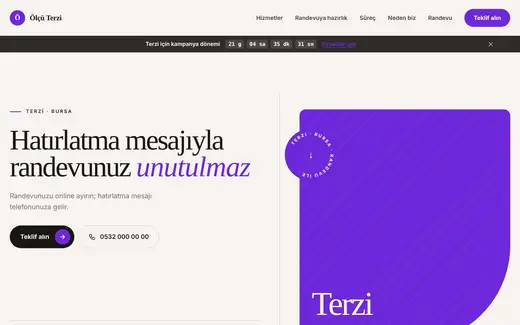 Ö Ölçü Terzi
Hizmetler Randevuya hazırlık Süreç Neden biz Randevu Teklif alın
Terzi için kampanya dönemi 21 g 04 sa 35 dk 31 sn
TERZİ · BURSA
Hatırlatma mesajıyla
randevunuz unutulmaz
Randevunuzu online ayırın; hatırlatma mesajı
telefonunuza gelir.
Teklif alın → 0532 000 00 00
TERZİ · BURSA · RANDEVU İLE
↓
Terzi